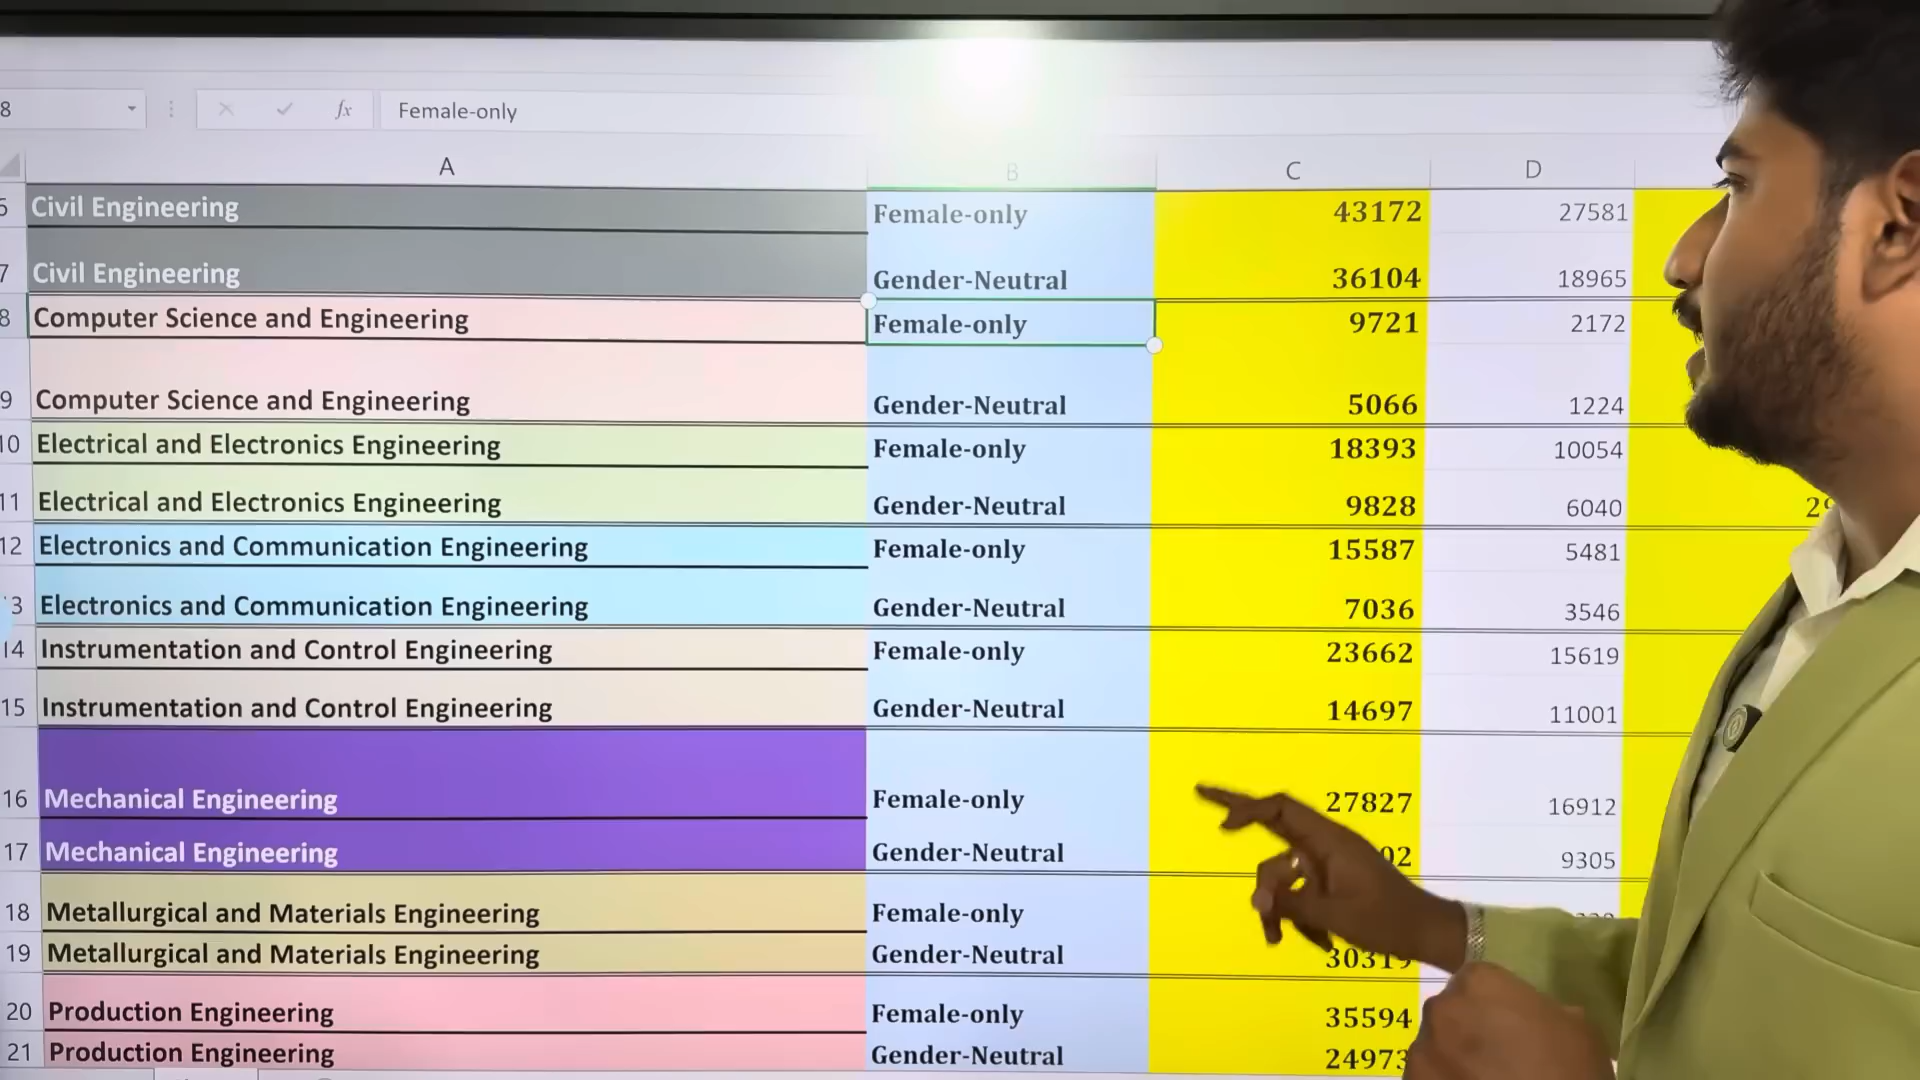 8 fx Female-only
A B C D
Civil Engineering Female-only 43172 27581
7 Civil Engineering Gender-Neutral 36104 18965
8 Computer Science and Engineering Female-only 9721 2172
9 Computer Science and Engineering Gender-Neutral 5066 1224
10 Electrical and Electronics Engineering Female-only 18393 10054
11 Electrical and Electronics Engineering Gender-Neutral 9828 6040
12 Electronics and Communication Engineering Female-only 15587 5481
3 Electronics and Communication Engineering Gender-Neutral 7036 3546
14 Instrumentation and Control Engineering Female-only 23662 15619
15 Instrumentation and Control Engineering Gender-Neutral 14697 11001
16 Mechanical Engineering Female-only 27827 16912
17 Mechanical Engineering Gender-Neutral 9305
18 Metallurgical and Materials Engineering Female-only
19 Metallurgical and Materials Engineering Gender-Neutral
20 Production Engineering Female-only 35594
21 Production Engineering Gender-Neutral 24973